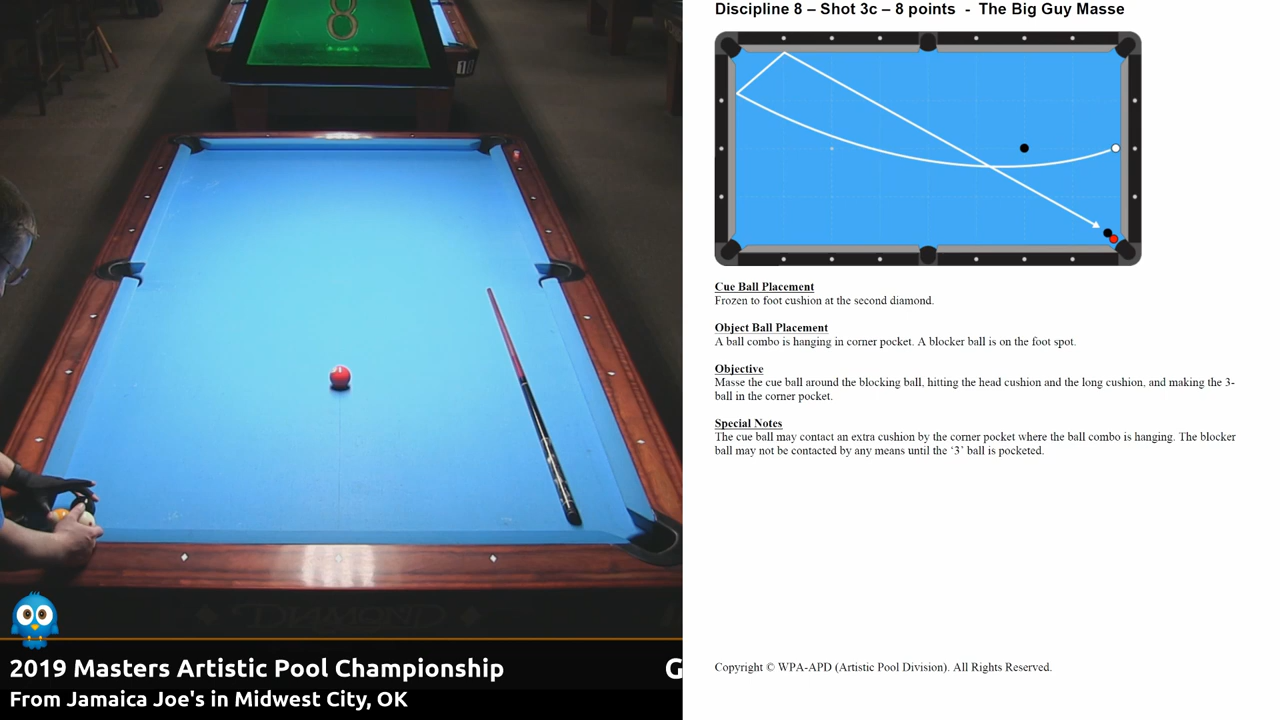 8
1
DIAMOND
2019 Masters Artistic Pool Championship
G
From Jamaica Joe's in Midwest City, OK
Discipline 8 – Shot 3c – 8 points - The Big Guy Masse
Cue Ball Placement
Frozen to foot cushion at the second diamond.
Object Ball Placement
A ball combo is hanging in corner pocket. A blocker ball is on the foot spot.
Objective
Masse the cue ball around the blocking ball, hitting the head cushion and the long cushion, and making the 3-
ball in the corner pocket.
Special Notes
The cue ball may contact an extra cushion by the corner pocket where the ball combo is hanging. The blocker
ball may not be contacted by any means until the ‘3’ ball is pocketed.
Copyright © WPA-APD (Artistic Pool Division). All Rights Reserved.